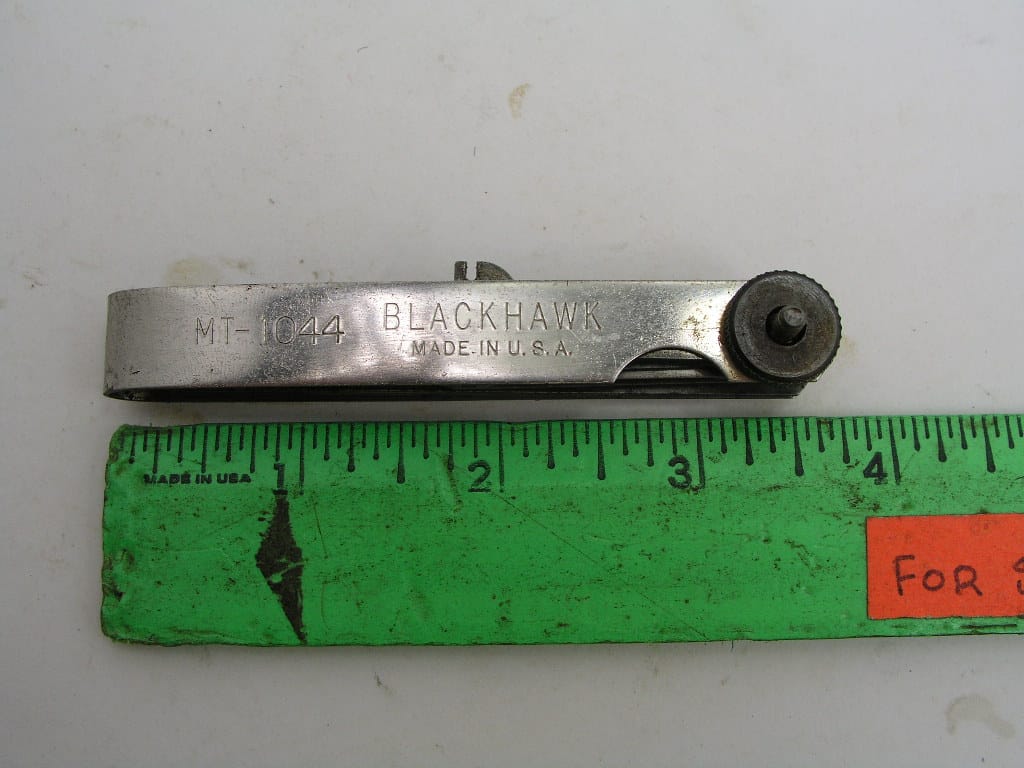 MT-1044
BLACKHAWK
MADE-IN U.S.A.
MADE IN USA
1 2 3 4
FOR